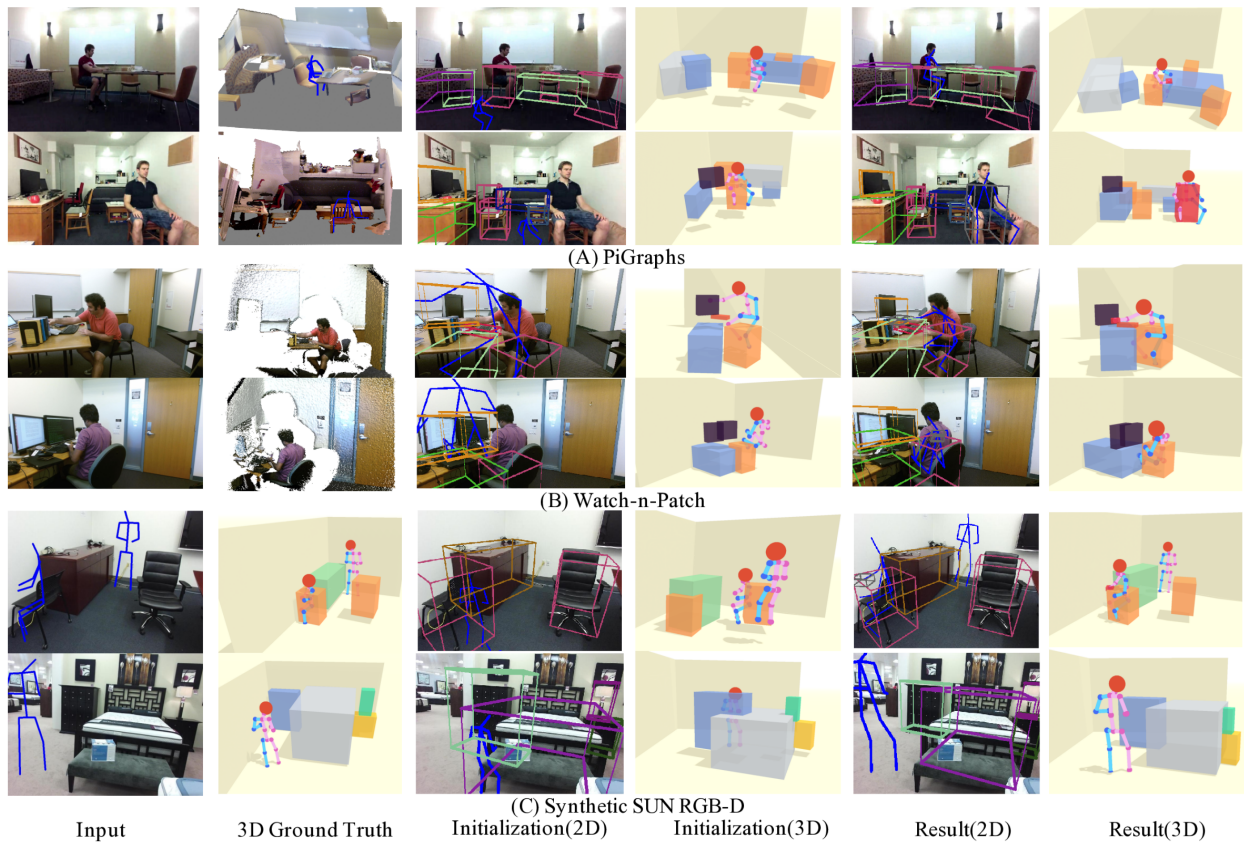 (A) PiGraphs
(B) Watch-n-Patch
(C) Synthetic SUN RGB-D
Input
3D Ground Truth
Initialization(2D)
Initialization(3D)
Result(2D)
Result(3D)